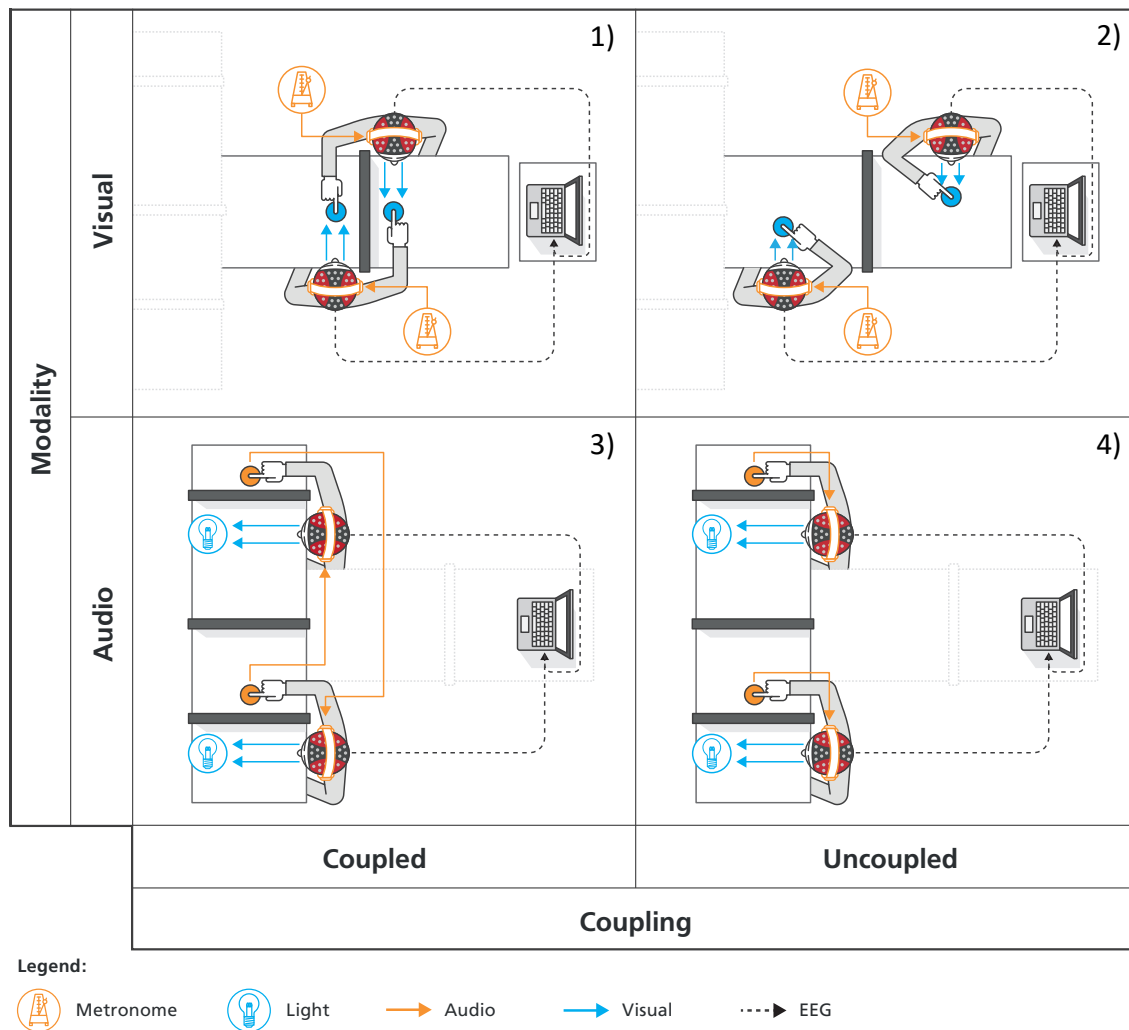 1)
2)
Visual
Modality
3)
4)
Audio
Coupled
Uncoupled
Coupling
Legend:
Metronome
Light
Audio
Visual
EEG